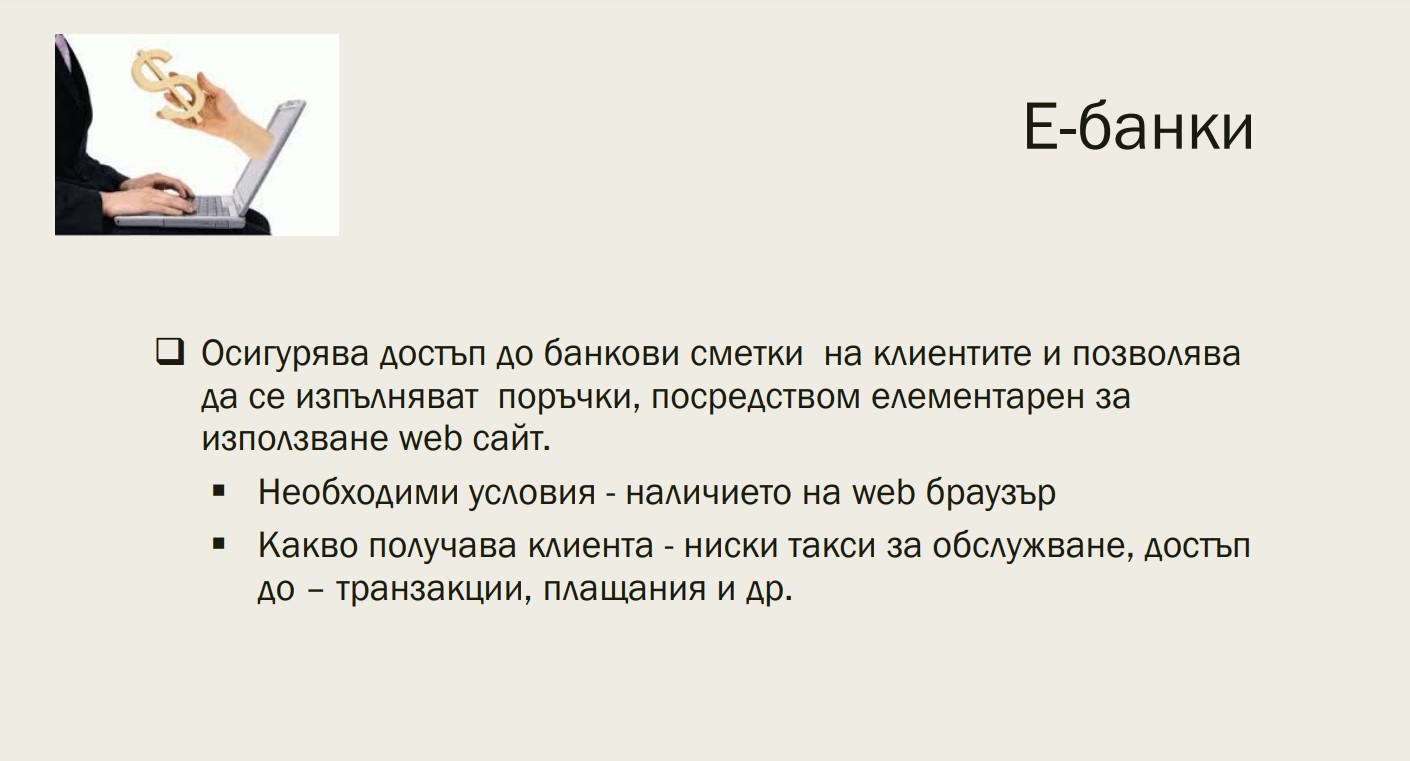 Е-банки
Осигурява достъп до банкови сметки на клиентите и позволява
да се изпълняват поръчки, посредством елементарен за
използване web сайт.
Необходими условия - наличието на web браузър
Какво получава клиента - ниски такси за обслужване, достъп
до – транзакции, плащания и др.